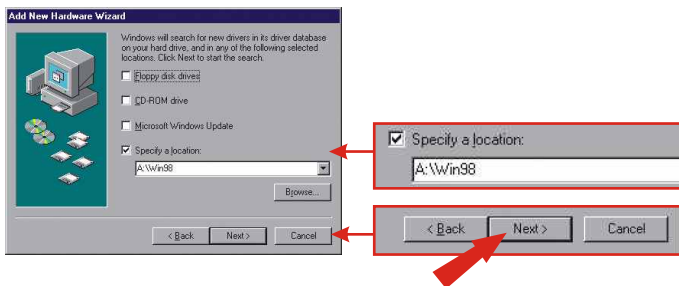 Add New Hardware Wizard
Windows will search for new drivers in its driver database
on your hard drive, and in any of the following selected
locations. Click Next to start the search.
Floppy disk drives
CD-ROM drive
Microsoft Windows Update
Specify a location:
A:\Win98
Browse...
< Back
Next >
Cancel
Specify a location:
A:\Win98
< Back
Next >
Cancel